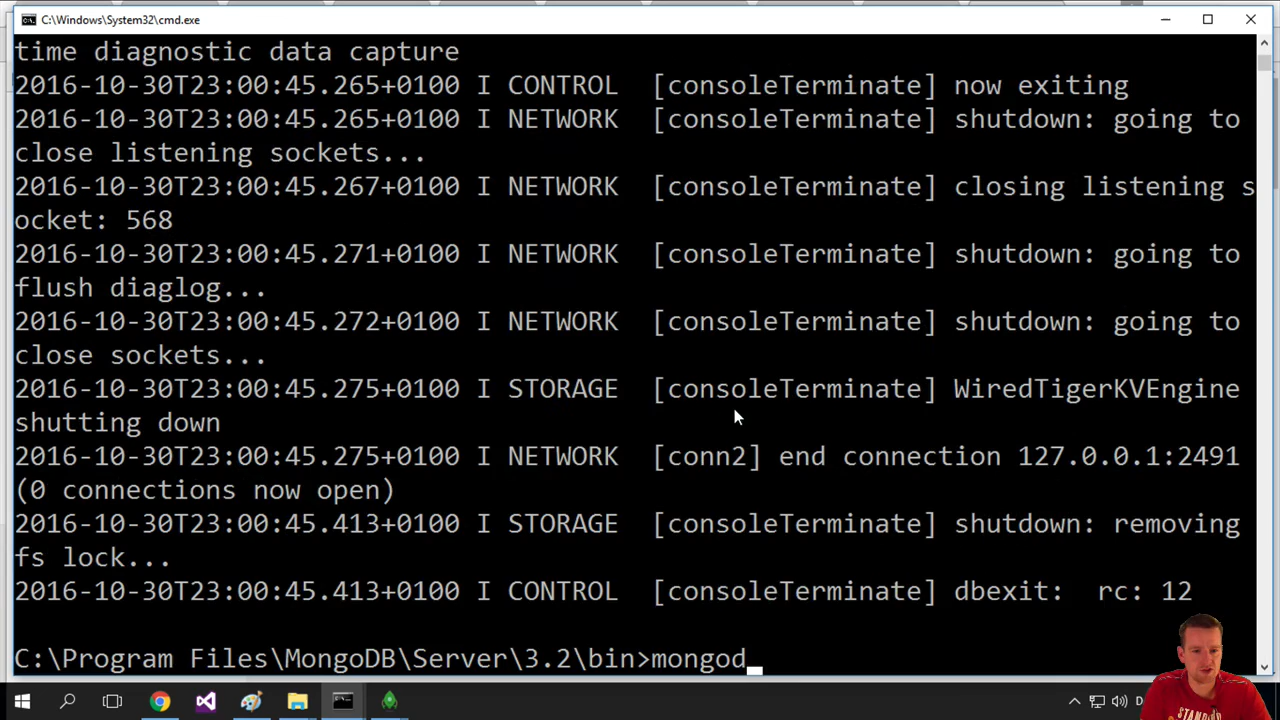 C:\Windows\System32\cmd.exe
time diagnostic data capture
2016-10-30T23:00:45.265+0100 I CONTROL  [consoleTerminate] now exiting
2016-10-30T23:00:45.265+0100 I NETWORK  [consoleTerminate] shutdown: going to
close listening sockets...
2016-10-30T23:00:45.267+0100 I NETWORK  [consoleTerminate] closing listening s
ocket: 568
2016-10-30T23:00:45.271+0100 I NETWORK  [consoleTerminate] shutdown: going to
flush diaglog...
2016-10-30T23:00:45.272+0100 I NETWORK  [consoleTerminate] shutdown: going to
close sockets...
2016-10-30T23:00:45.275+0100 I STORAGE  [consoleTerminate] WiredTigerKVEngine
shutting down
2016-10-30T23:00:45.275+0100 I NETWORK  [conn2] end connection 127.0.0.1:2491
(0 connections now open)
2016-10-30T23:00:45.413+0100 I STORAGE  [consoleTerminate] shutdown: removing
fs lock...
2016-10-30T23:00:45.413+0100 I CONTROL  [consoleTerminate] dbexit:  rc: 12
C:\Program Files\MongoDB\Server\3.2\bin>mongod_